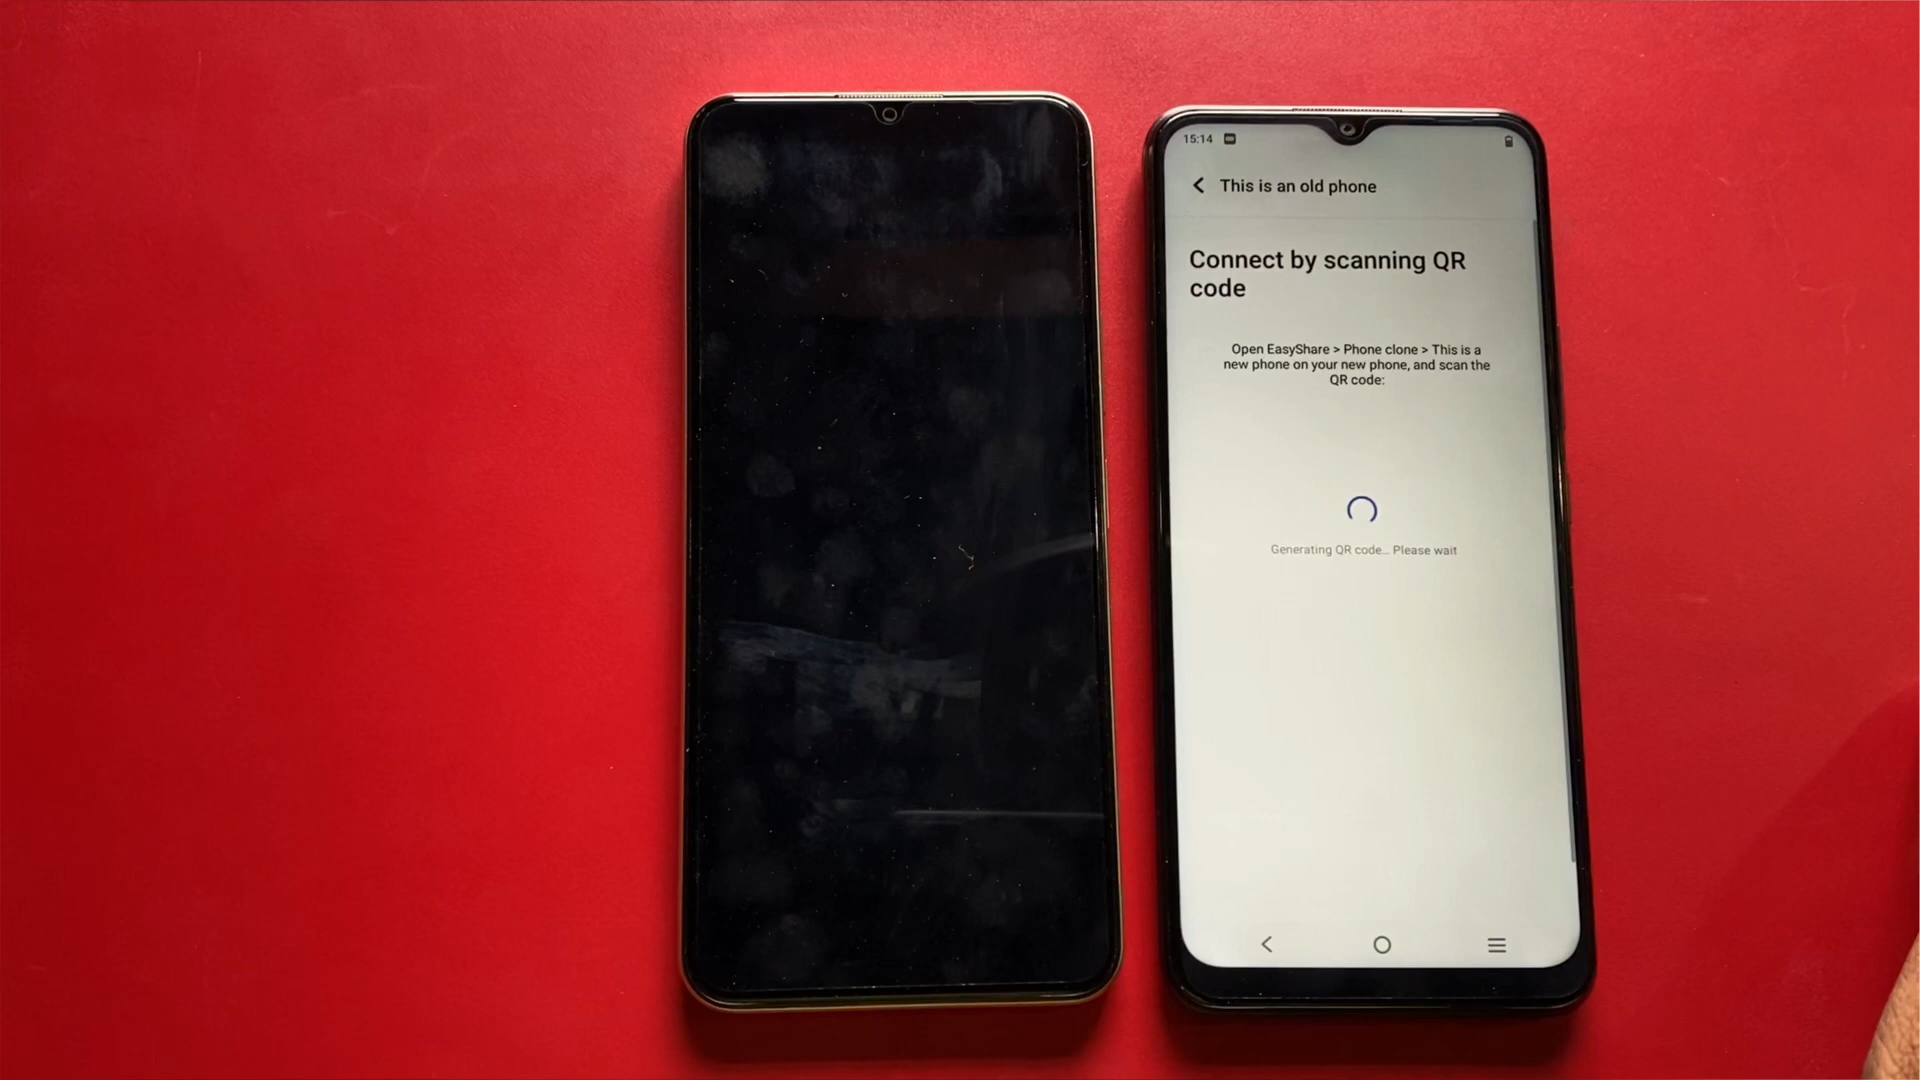 15:14
This is an old phone
Connect by scanning QR
code
Open EasyShare > Phone clone > This is a
new phone on your new phone, and scan the
QR code:
Generating QR code... Please wait